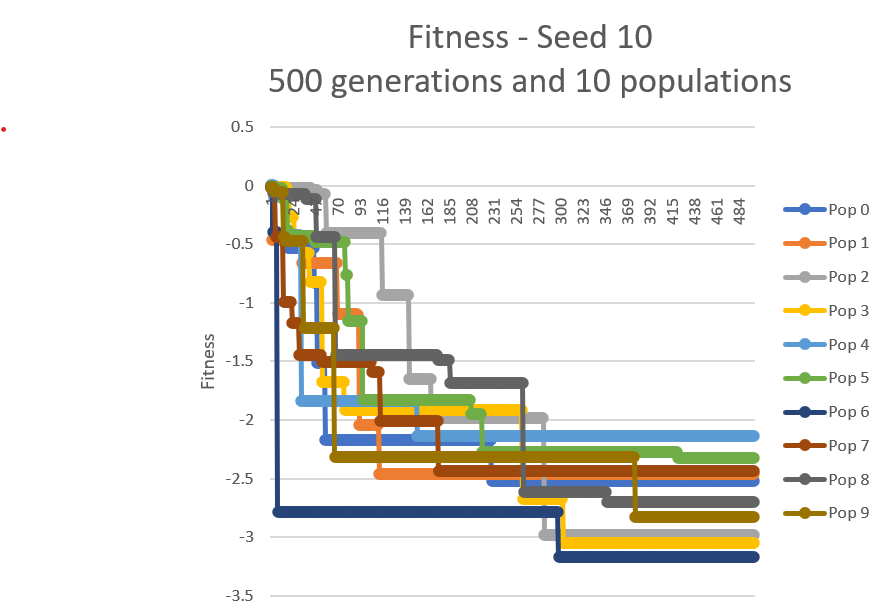 Fitness - Seed 10
500 generations and 10 populations
0.5
0
-0.5
-1
-1.5
-2
-2.5
-3
-3.5
Fitness
1 24 47 70 93 116 139 162 185 208 231 254 277 300 323 346 369 392 415 438 461 484
Pop 0
Pop 1
Pop 2
Pop 3
Pop 4
Pop 5
Pop 6
Pop 7
Pop 8
Pop 9